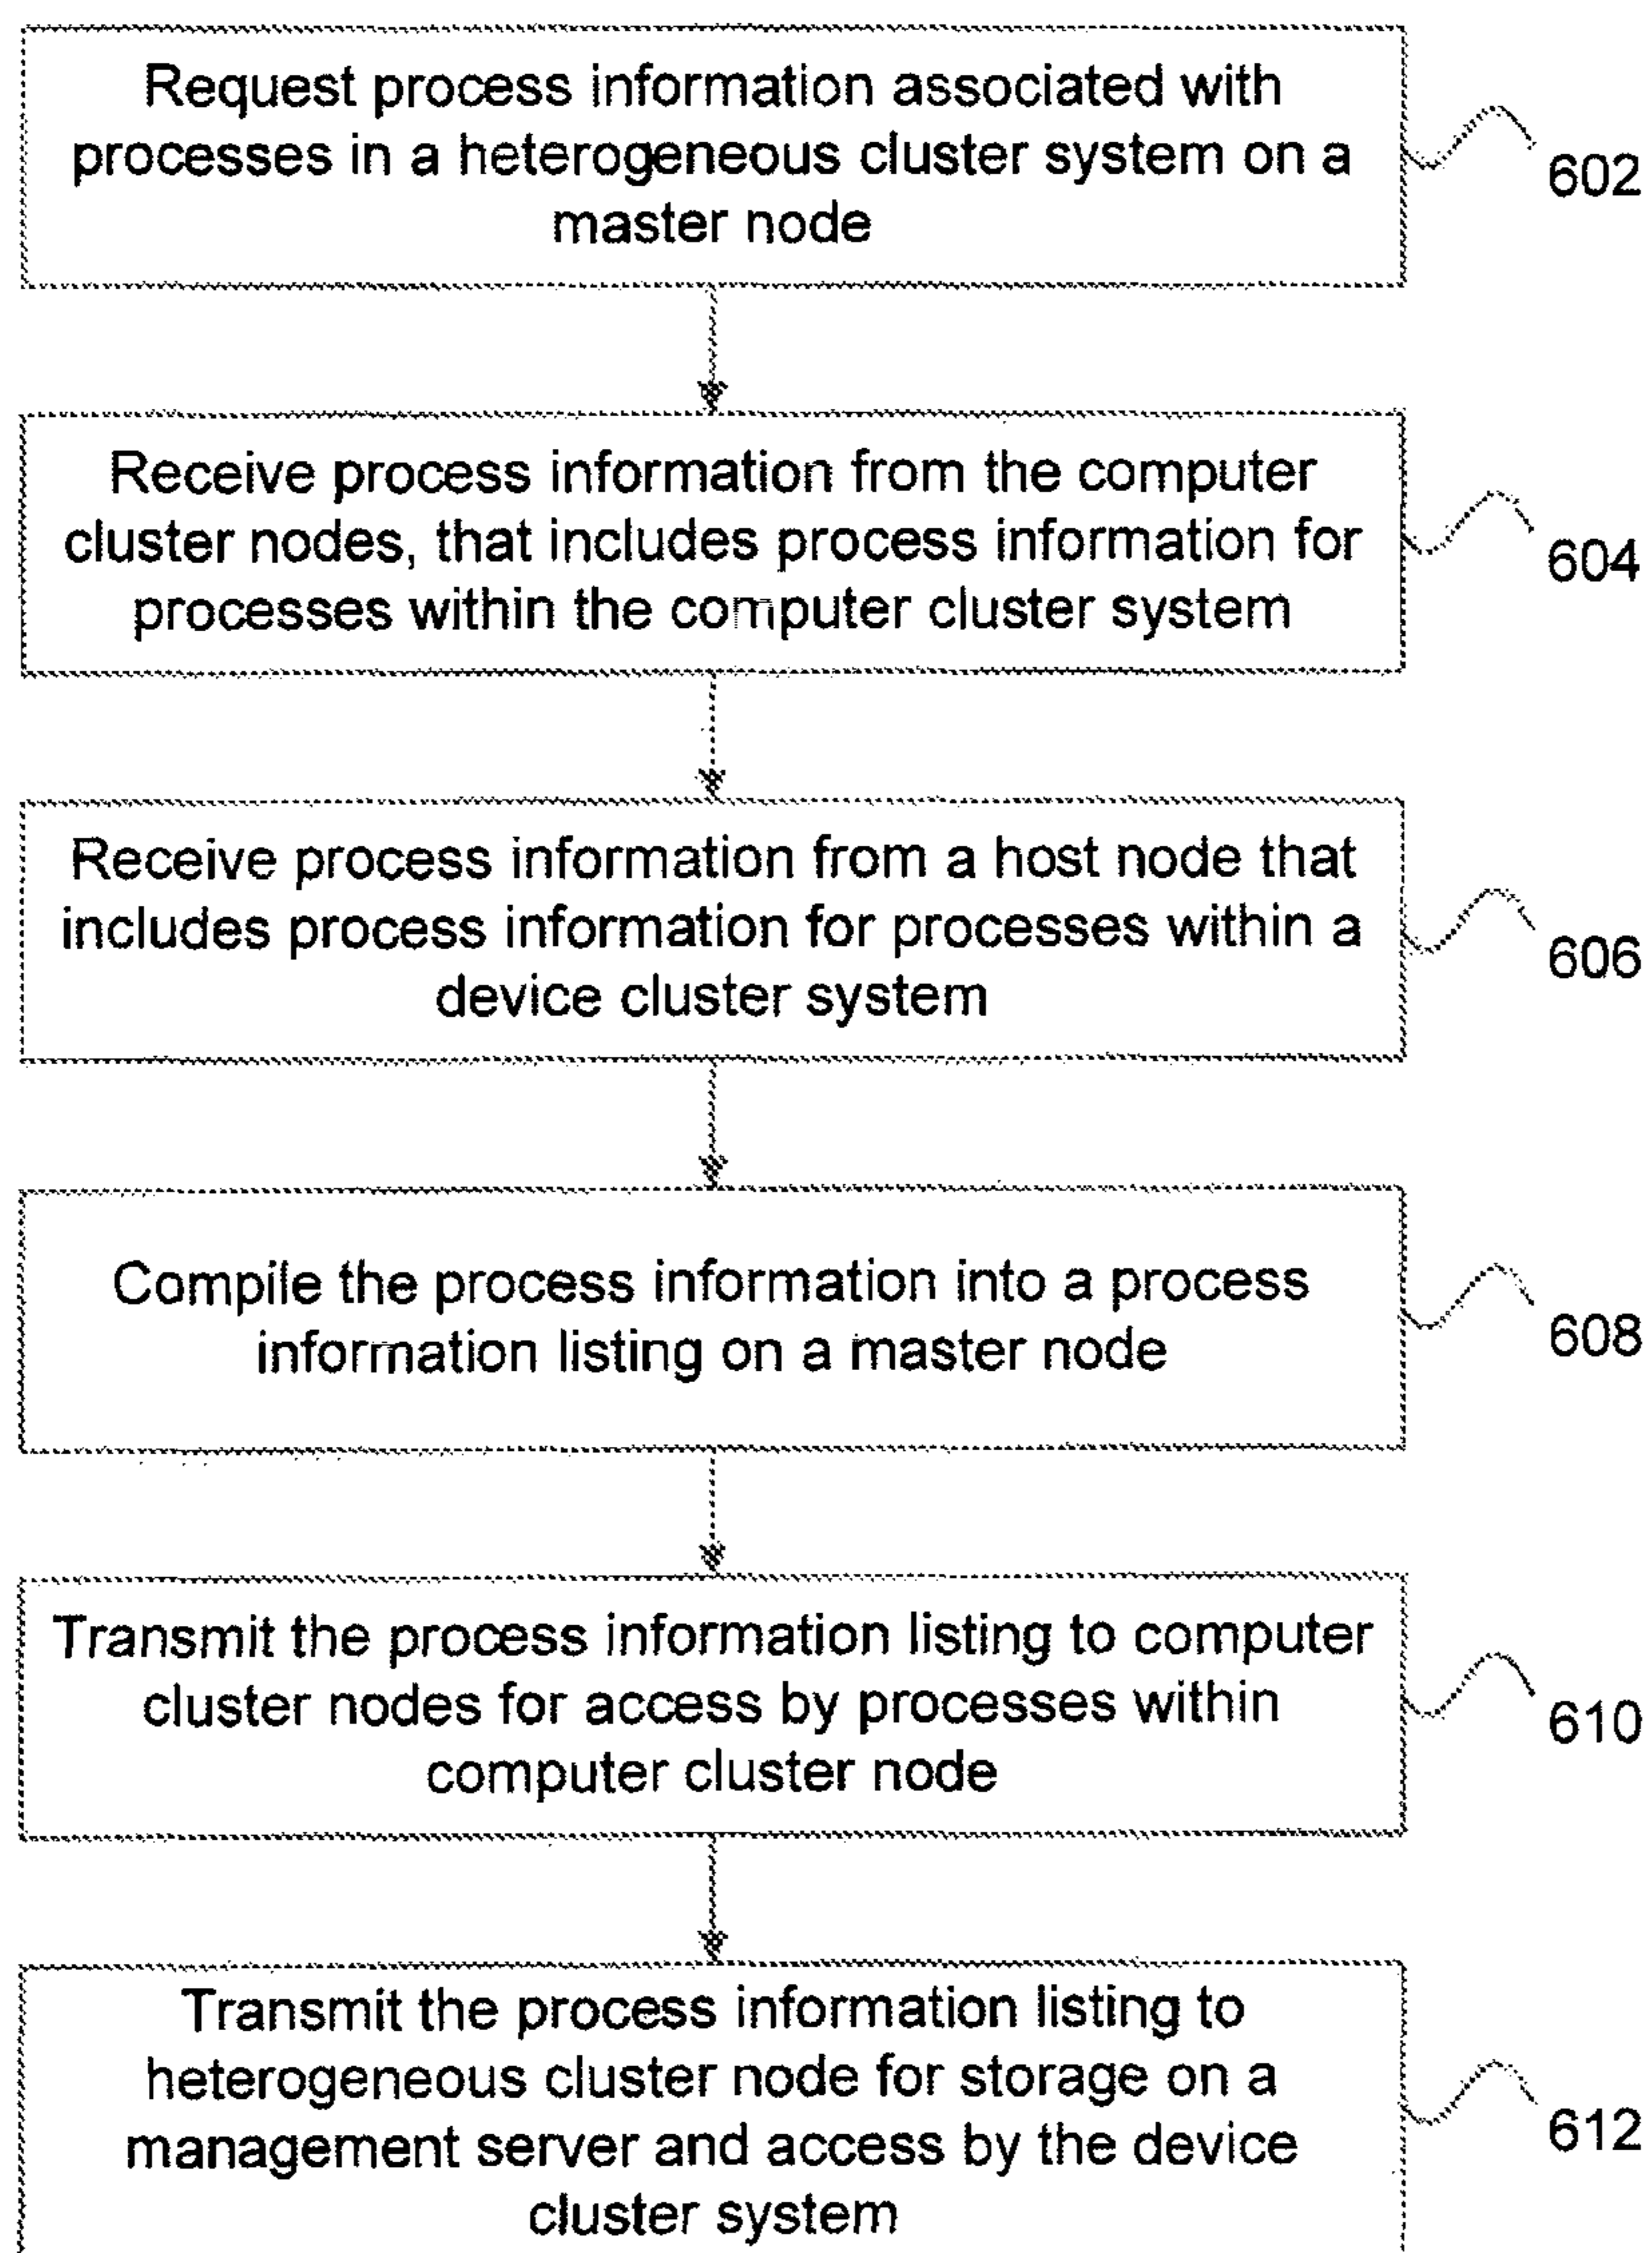 Request process information associated with
processes in a heterogeneous cluster system on a
master node
602
Receive process information from the computer
cluster nodes, that includes process information for
processes within the computer cluster system
604
Receive process information from a host node that
includes process information for processes within a
device cluster system
606
Compile the process information into a process
information listing on a master node
608
Transmit the process information listing to computer
cluster nodes for access by processes within
computer cluster node
610
Transmit the process information listing to
heterogeneous cluster node for storage on a
management server and access by the device
cluster system
612